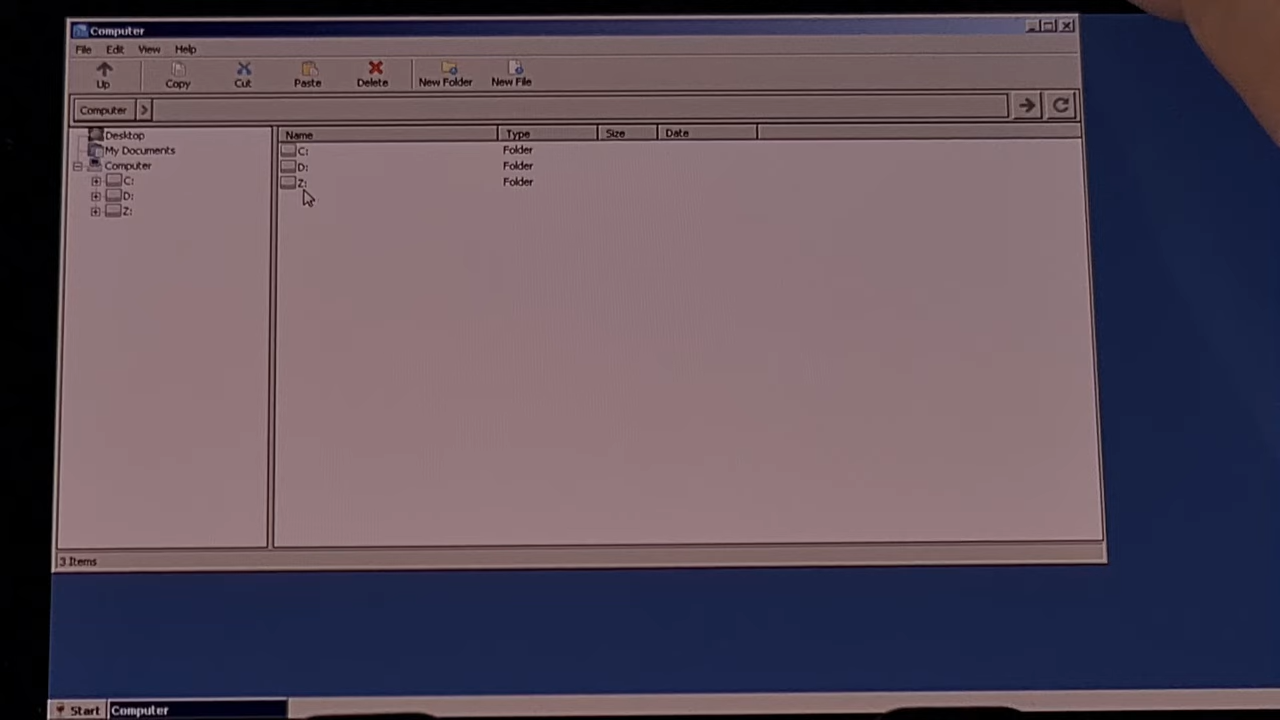 Computer
File Edit View Help
Up Copy Cut Paste Delete New Folder New File
Computer
Desktop
My Documents
Computer
C:
D:
Z:
Name Type Size Date
C: Folder
D: Folder
Z: Folder
3 Items
Start Computer